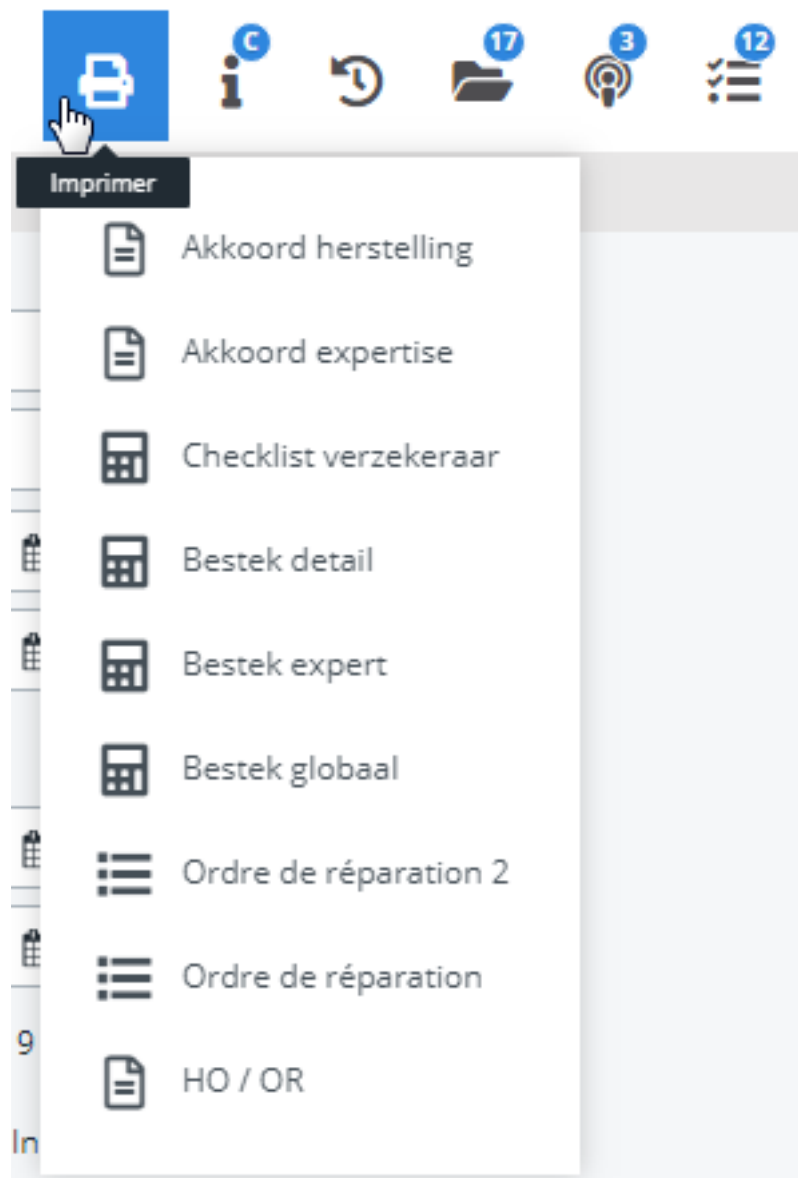 C 17 3 12
Imprimer
Akkoord herstelling
Akkoord expertise
Checklist verzekeraar
Bestek detail
Bestek expert
Bestek globaal
Ordre de réparation 2
Ordre de réparation
9
HO / OR
In